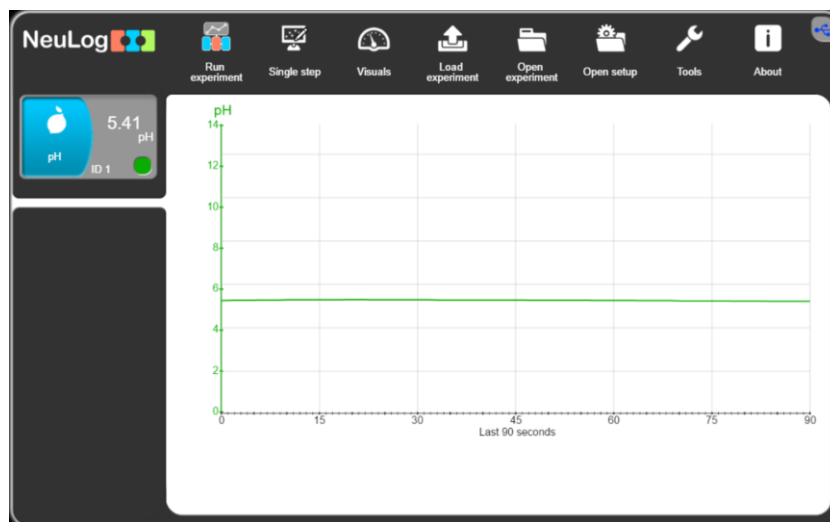 NeuLog
Run
experiment
Single step
Visuals
Load
experiment
Open
experiment
Open setup
Tools
About
pH
5.41
pH
ID 1
pH
14
12
10
8
6
4
2
0
0 15 30 45 60 75 90
Last 90 seconds